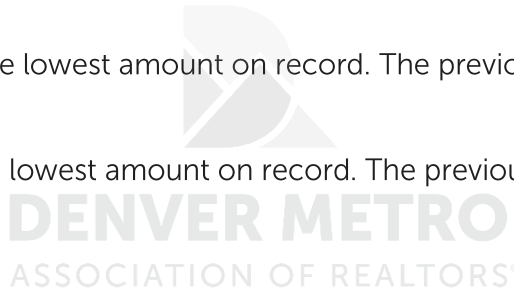 e lowest amount on record. The previo
lowest amount on record. The previou
DENVER METRO
ASSOCIATION OF REALTORS®